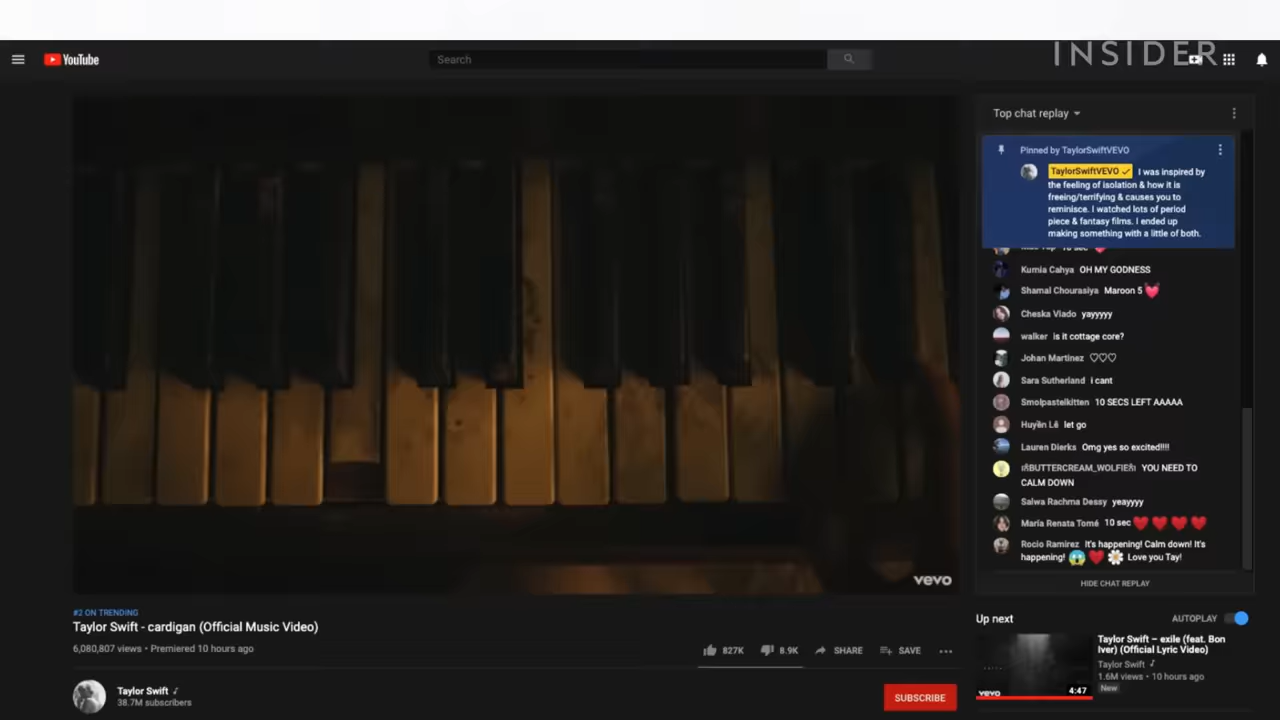 YouTube
Search
INSIDER
vevo
#2 ON TRENDING
Taylor Swift - cardigan (Official Music Video)
6,080,807 views • Premiered 10 hours ago
827K
8.9K
SHARE
SAVE
Taylor Swift
38.7M subscribers
SUBSCRIBE
Top chat replay
Pinned by TaylorSwiftVEVO
TaylorSwiftVEVO I was inspired by
the feeling of isolation & how it is
freeing/terrifying & causes you to
reminisce. I watched lots of period
piece & fantasy films. I ended up
making something with a little of both.
Kurnia Cahya OH MY GODNESS
Shamal Chourasiya Maroon 5 💓
Cheska Viado yayyyyy
walker is it cottage core?
Johan Martinez ♡♡♡
Sara Sutherland i cant
Smolpastelkitten 10 SECS LEFT AAAAA
Huyền Lê let go
Lauren Dierks Omg yes so excited!!!!
BUTTERCREAM_WOLFIE YOU NEED TO
CALM DOWN
Salwa Rachma Dessy yeayyyy
María Renata Tomé 10 sec ❤️❤️❤️❤️
Rocio Ramirez It's happening! Calm down! It's
happening! 😱❤️🌼 Love you Tay!
HIDE CHAT REPLAY
Up next
AUTOPLAY
Taylor Swift – exile (feat. Bon
Iver) (Official Lyric Video)
Taylor Swift
1.6M views • 10 hours ago
New
vevo
4:47